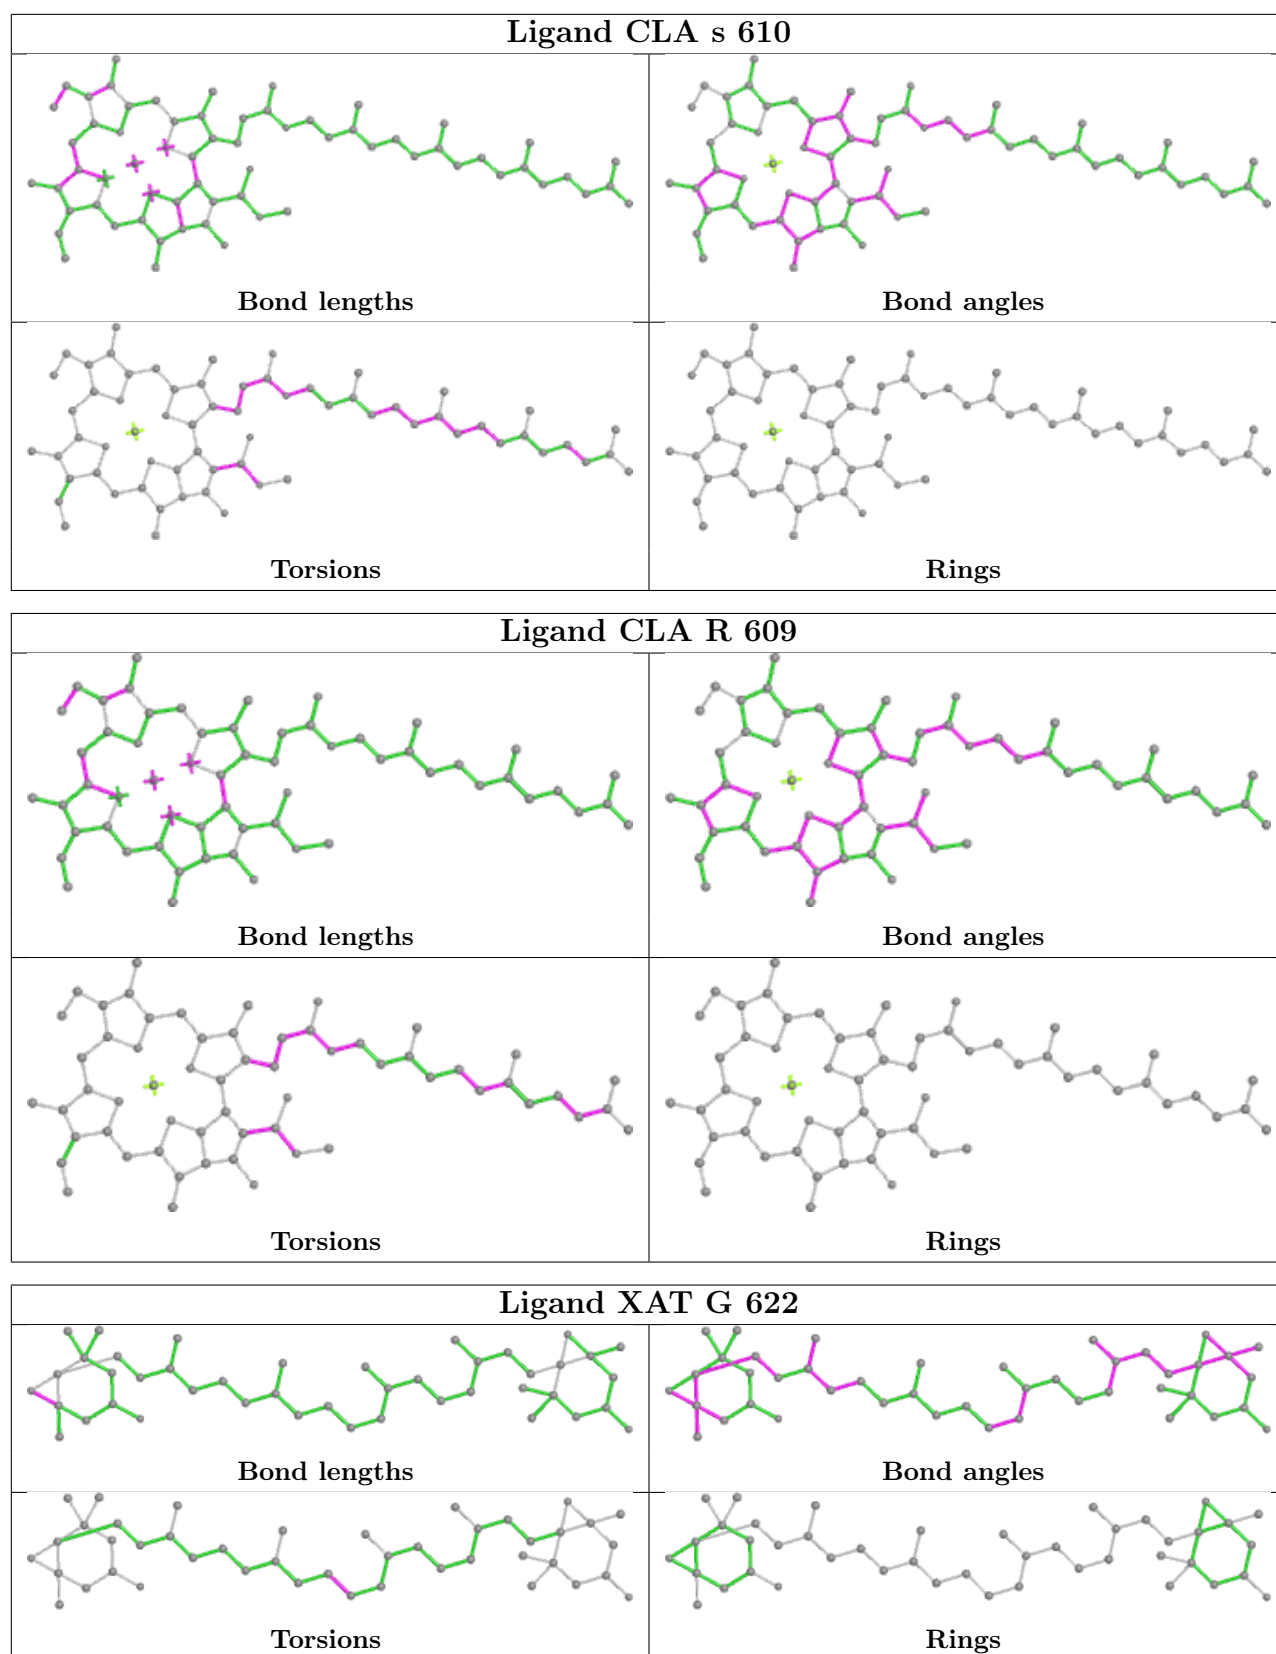 Ligand CLA s 610
Bond lengths
Bond angles
Torsions
Rings
Ligand CLA R 609
Bond lengths
Bond angles
Torsions
Rings
Ligand XAT G 622
Bond lengths
Bond angles
Torsions
Rings